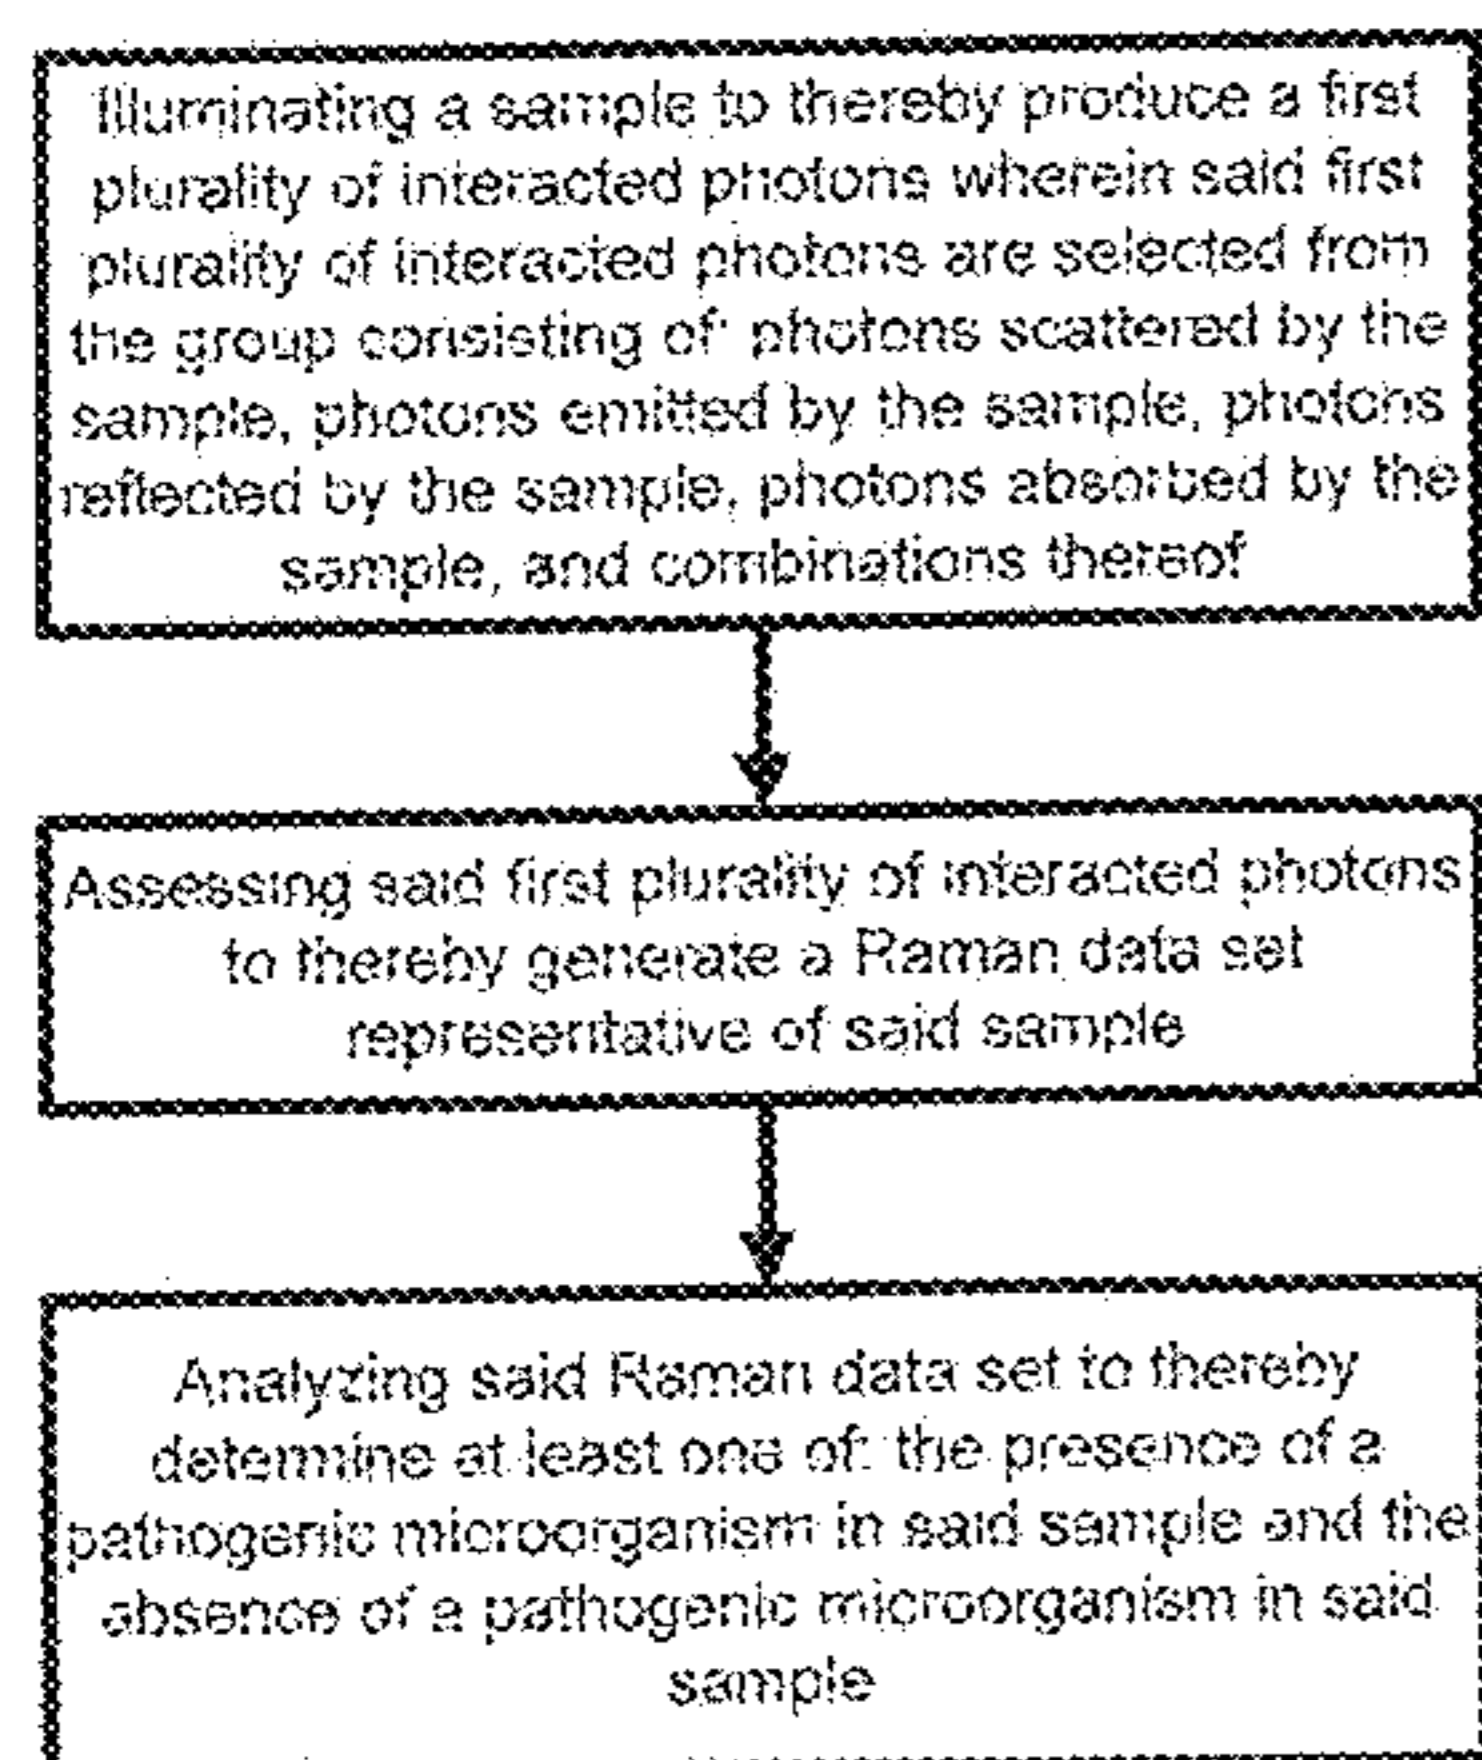 Illuminating a sample to thereby produce a first
plurality of interacted photons wherein said first
plurality of interacted photons are selected from
the group consisting of: photons scattered by the
sample, photons emitted by the sample, photons
reflected by the sample, photons absorbed by the
sample, and combinations thereof
Assessing said first plurality of interacted photons
to thereby generate a Raman data set
representative of said sample
Analyzing said Raman data set to thereby
determine at least one of: the presence of a
pathogenic microorganism in said sample and the
absence of a pathogenic microorganism in said
sample